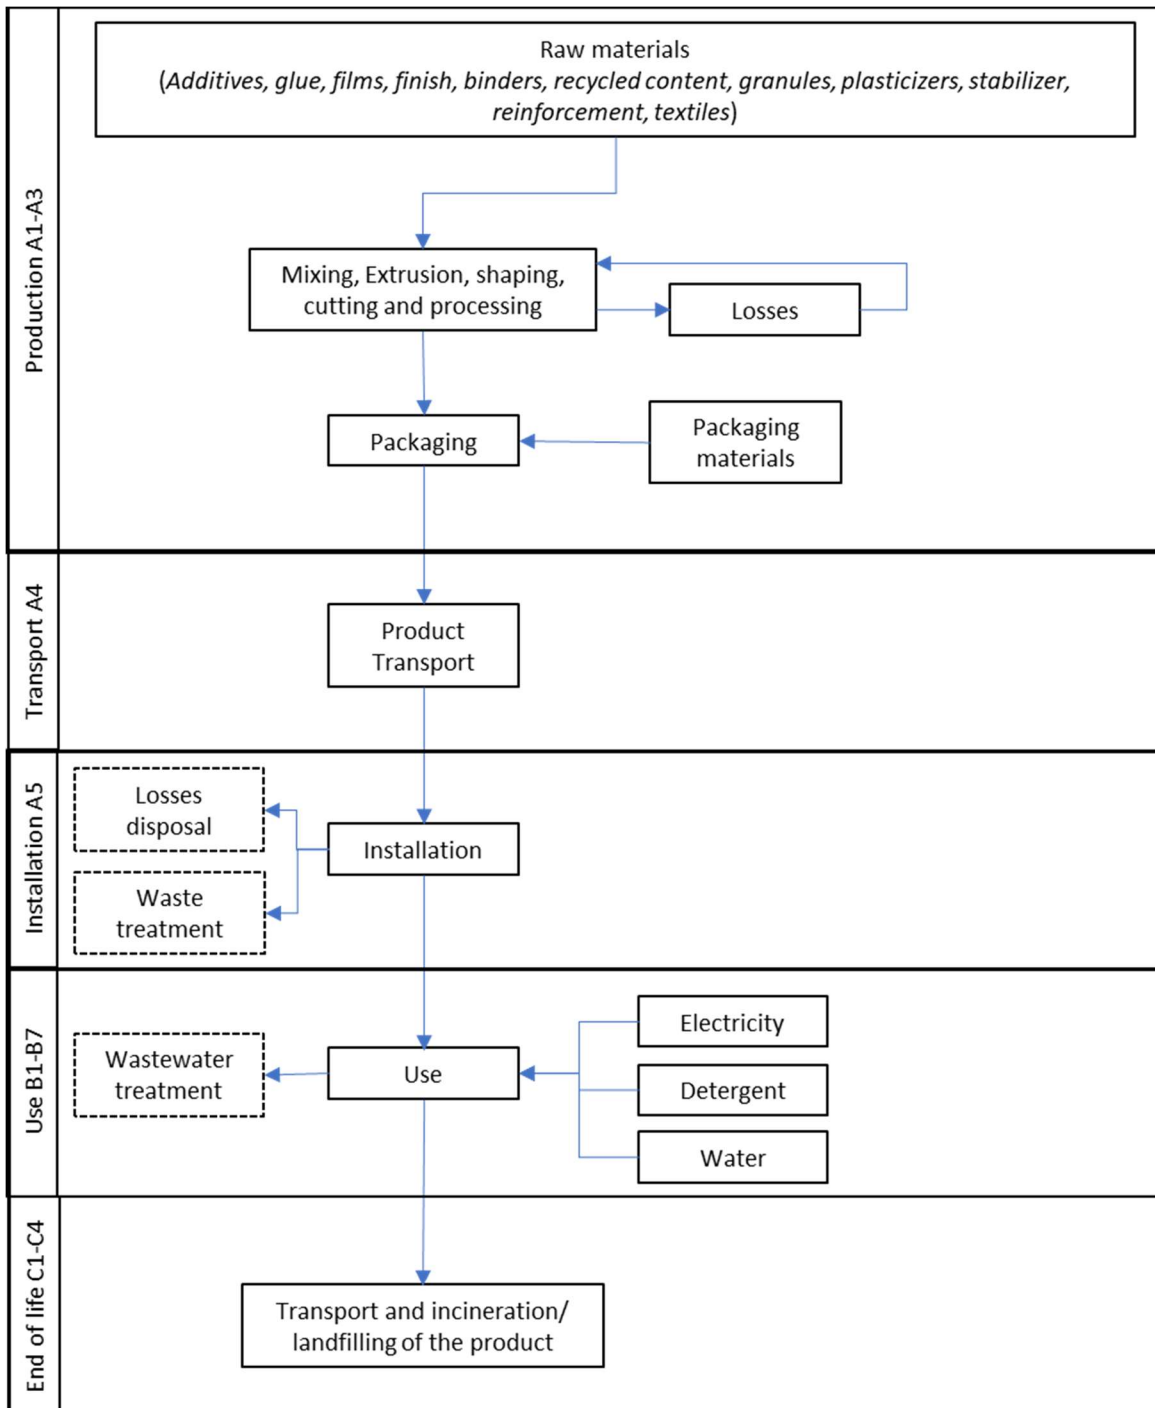 Production A1-A3
Raw materials
(Additives, glue, films, finish, binders, recycled content, granules, plasticizers, stabilizer,
reinforcement, textiles)
Mixing, Extrusion, shaping,
cutting and processing
Losses
Packaging
Packaging
materials
Transport A4
Product
Transport
Installation A5
Losses
disposal
Installation
Waste
treatment
Use B1-B7
Wastewater
treatment
Use
Electricity
Detergent
Water
End of life C1-C4
Transport and incineration/
landfilling of the product